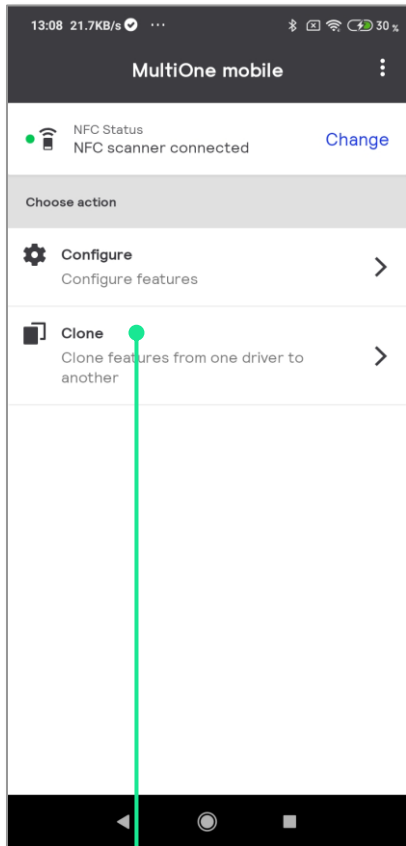 13:08 21.7KB/s ... 30 %
MultiOne mobile
NFC Status
NFC scanner connected
Change
Choose action
Configure
Configure features
Clone
Clone features from one driver to
another